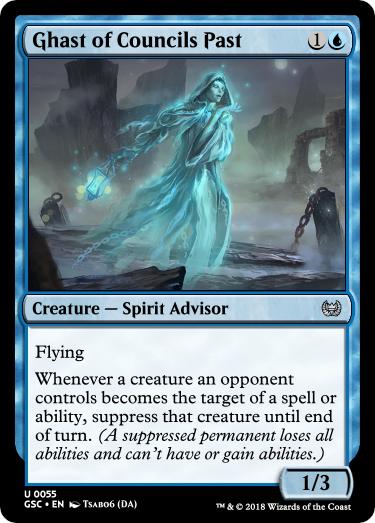 Ghast of Councils Past 1
Creature — Spirit Advisor
Flying
Whenever a creature an opponent
controls becomes the target of a spell or
ability, suppress that creature until end
of turn. (A suppressed permanent loses all
abilities and can't have or gain abilities.)
1/3
U 0055
GSC • EN Tsabo6 (DA)
™ & © 2018 Wizards of the Coast